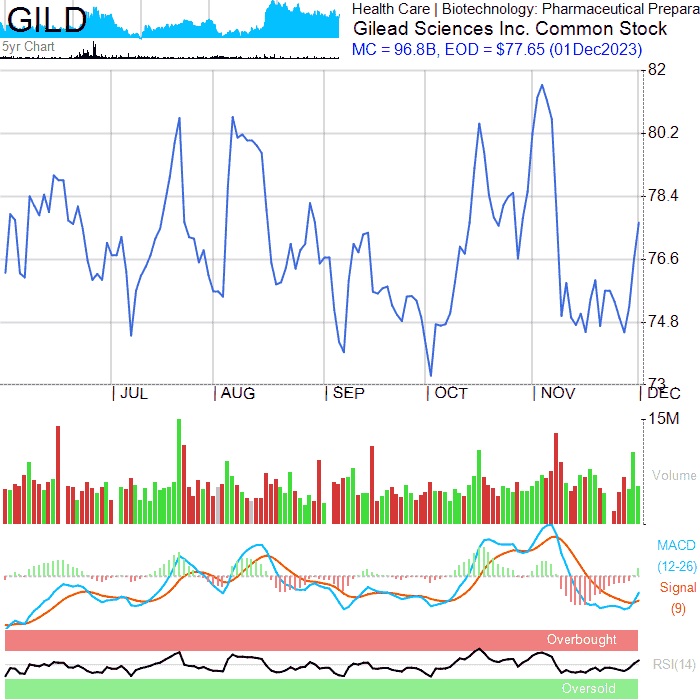 GILD
5yr Chart
Health Care | Biotechnology: Pharmaceutical Prepara
Gilead Sciences Inc. Common Stock
MC = 96.8B, EOD = $77.65 (01Dec2023)
82
80.2
78.4
76.6
74.8
73
| JUL | AUG | SEP | OCT | NOV | DEC
15M
Volume
MACD
(12-26)
Signal
(9)
Overbought
RSI(14)
Oversold